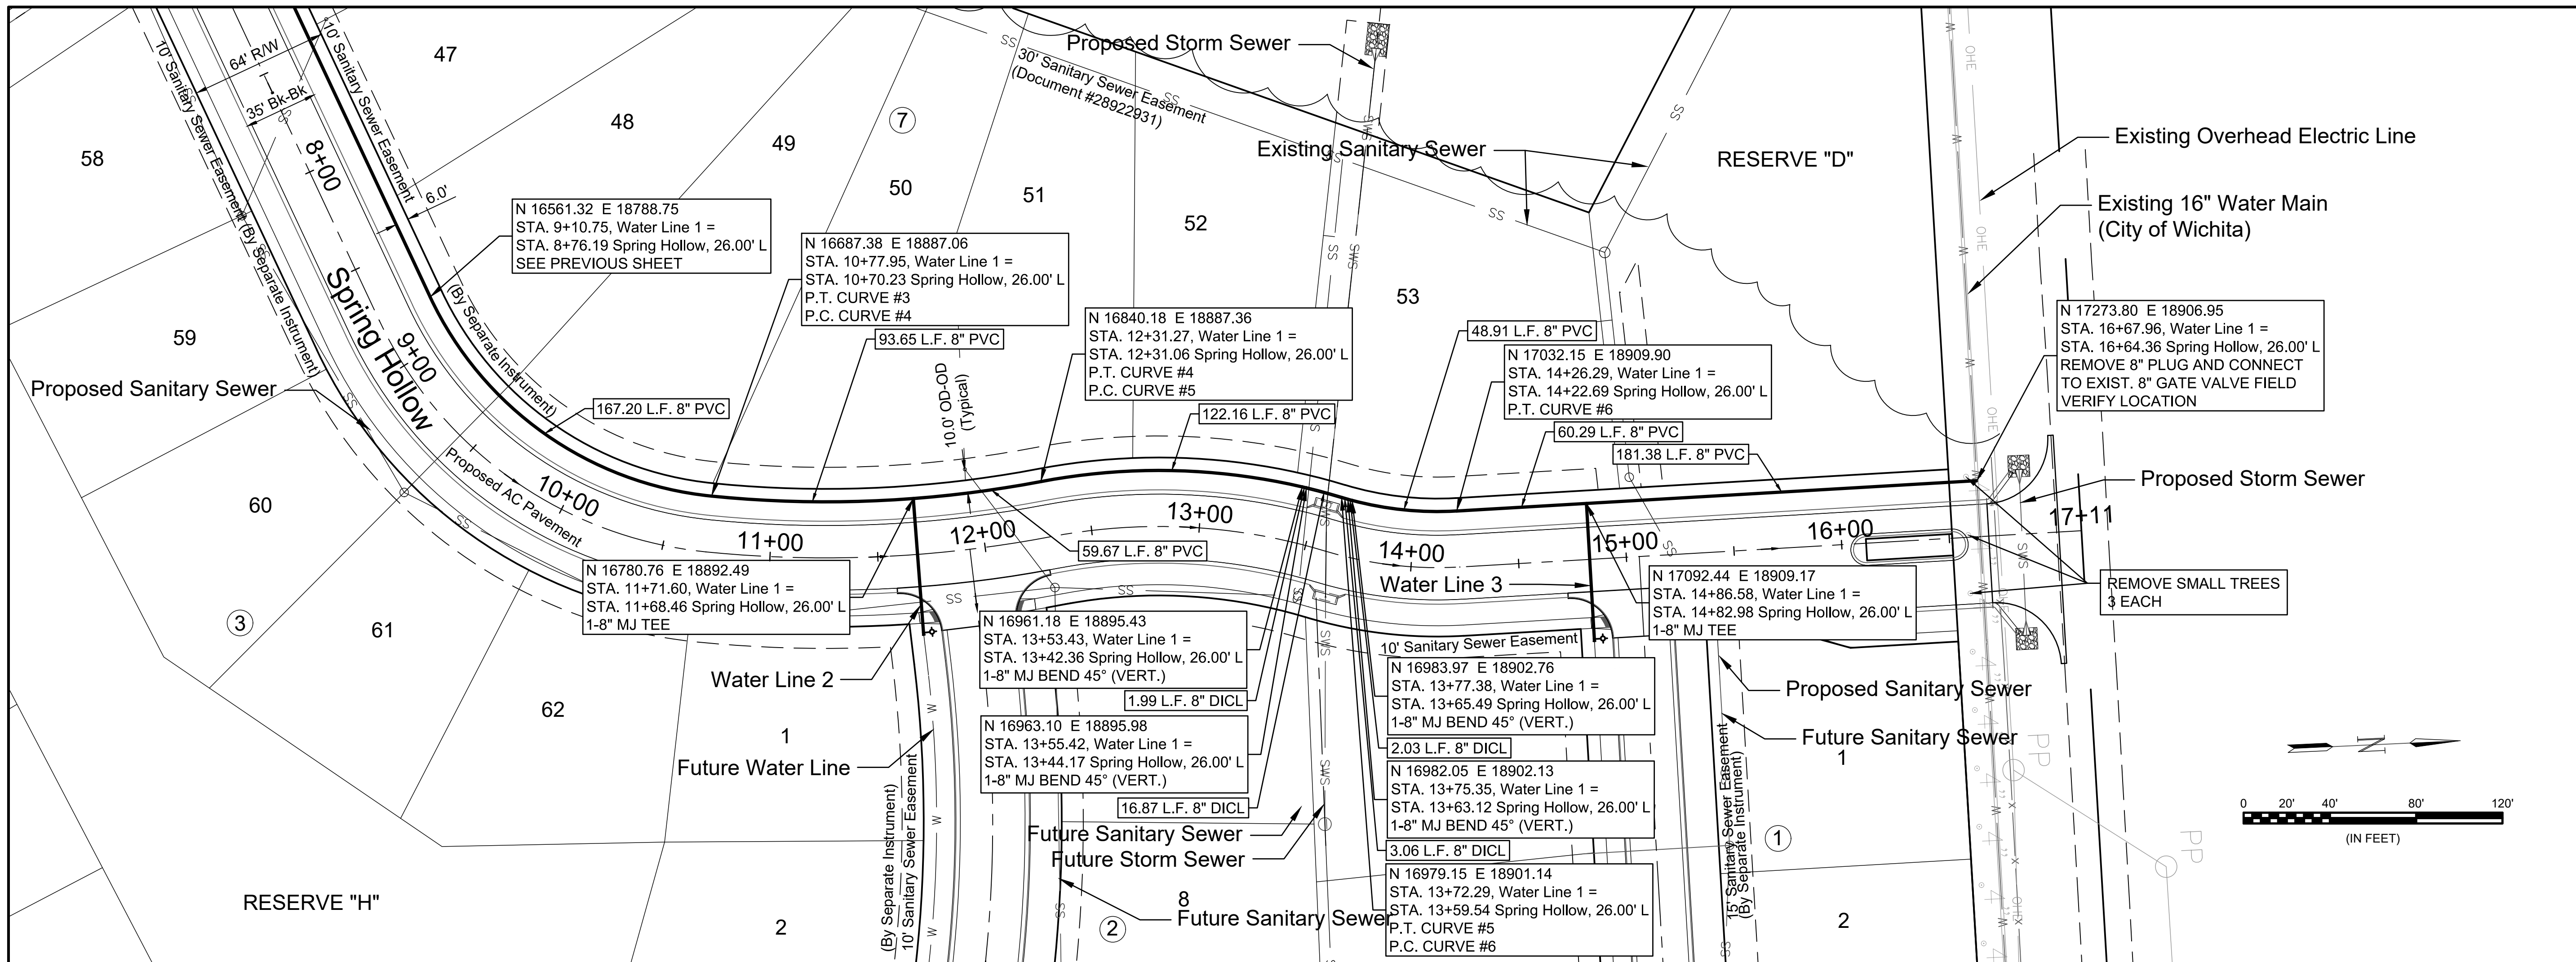 47
48
49
50
51
52
53
58
59
60
61
62
7
3
64' R/W
35' Bk-Bk
10' Sanitary Sewer Easement
(By Separate Instrument)
10' Sanitary Sewer Easement (By Separate Instrument)
6.0'
8+00
9+00
10+00
11+00
12+00
13+00
14+00
15+00
16+00
17+11
Spring Hollow
Proposed AC Pavement
Proposed Sanitary Sewer
N 16561.32 E 18788.75
STA. 9+10.75, Water Line 1 =
STA. 8+76.19 Spring Hollow, 26.00' L
SEE PREVIOUS SHEET
167.20 L.F. 8" PVC
N 16687.38 E 18887.06
STA. 10+77.95, Water Line 1 =
STA. 10+70.23 Spring Hollow, 26.00' L
P.T. CURVE #3
P.C. CURVE #4
93.65 L.F. 8" PVC
10.0' OD-OD
(Typical)
N 16840.18 E 18887.36
STA. 12+31.27, Water Line 1 =
STA. 12+31.06 Spring Hollow, 26.00' L
P.T. CURVE #4
P.C. CURVE #5
122.16 L.F. 8" PVC
59.67 L.F. 8" PVC
Proposed Storm Sewer
30' Sanitary Sewer Easement
(Document #28922931)
Existing Sanitary Sewer
48.91 L.F. 8" PVC
N 17032.15 E 18909.90
STA. 14+26.29, Water Line 1 =
STA. 14+22.69 Spring Hollow, 26.00' L
P.T. CURVE #6
60.29 L.F. 8" PVC
181.38 L.F. 8" PVC
RESERVE "D"
Existing Overhead Electric Line
Existing 16" Water Main
(City of Wichita)
N 17273.80 E 18906.95
STA. 16+67.96, Water Line 1 =
STA. 16+64.36 Spring Hollow, 26.00' L
REMOVE 8" PLUG AND CONNECT
TO EXIST. 8" GATE VALVE FIELD
VERIFY LOCATION
Proposed Storm Sewer
REMOVE SMALL TREES
3 EACH
N 16780.76 E 18892.49
STA. 11+71.60, Water Line 1 =
STA. 11+68.46 Spring Hollow, 26.00' L
1-8" MJ TEE
Water Line 2
Future Water Line
N 16961.18 E 18895.43
STA. 13+53.43, Water Line 1 =
STA. 13+42.36 Spring Hollow, 26.00' L
1-8" MJ BEND 45° (VERT.)
1.99 L.F. 8" DICL
N 16963.10 E 18895.98
STA. 13+55.42, Water Line 1 =
STA. 13+44.17 Spring Hollow, 26.00' L
1-8" MJ BEND 45° (VERT.)
16.87 L.F. 8" DICL
Future Sanitary Sewer
Future Storm Sewer
8
Future Sanitary Sewer
Water Line 3
10' Sanitary Sewer Easement
N 16983.97 E 18902.76
STA. 13+77.38, Water Line 1 =
STA. 13+65.49 Spring Hollow, 26.00' L
1-8" MJ BEND 45° (VERT.)
2.03 L.F. 8" DICL
N 16982.05 E 18902.13
STA. 13+75.35, Water Line 1 =
STA. 13+63.12 Spring Hollow, 26.00' L
1-8" MJ BEND 45° (VERT.)
3.06 L.F. 8" DICL
N 16979.15 E 18901.14
STA. 13+72.29, Water Line 1 =
STA. 13+59.54 Spring Hollow, 26.00' L
P.T. CURVE #5
P.C. CURVE #6
N 17092.44 E 18909.17
STA. 14+86.58, Water Line 1 =
STA. 14+82.98 Spring Hollow, 26.00' L
1-8" MJ TEE
Proposed Sanitary Sewer
Future Sanitary Sewer
1
1
2
2
1
2
15' Sanitary Sewer Easement
(By Separate Instrument)
(By Separate Instrument)
10' Sanitary Sewer Easement
RESERVE "H"
SS
SWS
OHE
W
PP
PP
N
0 20' 40' 80' 120'
(IN FEET)